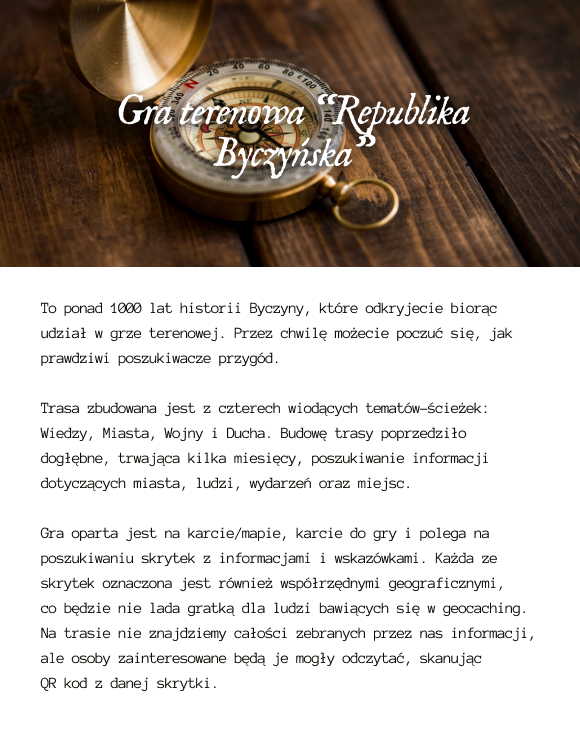 Gra terenowa “Republika
Byczyńska”
To ponad 1000 lat historii Byczyny, które odkryjecie biorąc
udział w grze terenowej. Przez chwilę możecie poczuć się, jak
prawdziwi poszukiwacze przygód.
Trasa zbudowana jest z czterech wiodących tematów-ścieżek:
Wiedzy, Miasta, Wojny i Ducha. Budowę trasy poprzedziło
dogłębne, trwająca kilka miesięcy, poszukiwanie informacji
dotyczących miasta, ludzi, wydarzeń oraz miejsc.
Gra oparta jest na karcie/mapie, karcie do gry i polega na
poszukiwaniu skrytek z informacjami i wskazówkami. Każda ze
skrytek oznaczona jest również współrzędnymi geograficznymi,
co będzie nie lada gratką dla ludzi bawiących się w geocaching.
Na trasie nie znajdziemy całości zebranych przez nas informacji,
ale osoby zainteresowane będą je mogły odczytać, skanując
QR kod z danej skrytki.